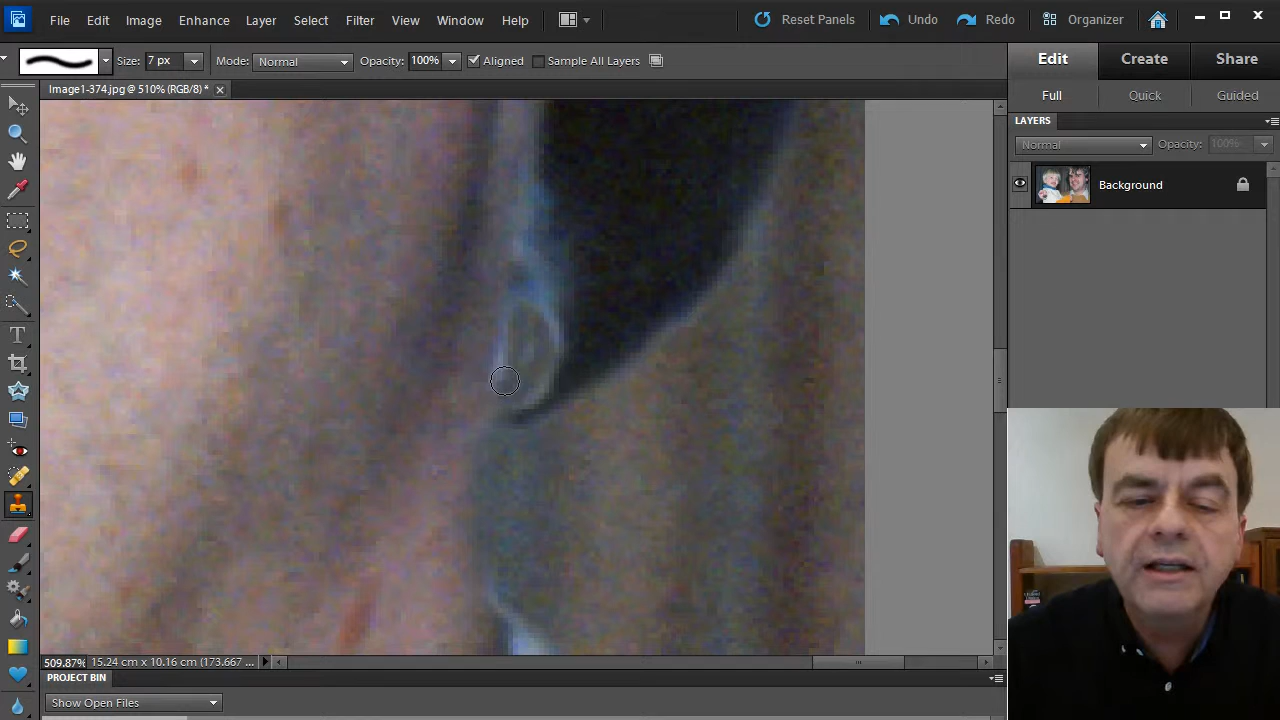 File Edit Image Enhance Layer Select Filter View Window Help Reset Panels Undo Redo Organizer
Size: 7 px Mode: Normal Opacity: 100% Aligned Sample All Layers
Edit Create Share
Image1-374.jpg @ 510% (RGB/8) *
Full Quick Guided
LAYERS
Normal Opacity: 100%
Background
509.87% 15.24 cm x 10.16 cm (173.667 ...
PROJECT BIN
Show Open Files